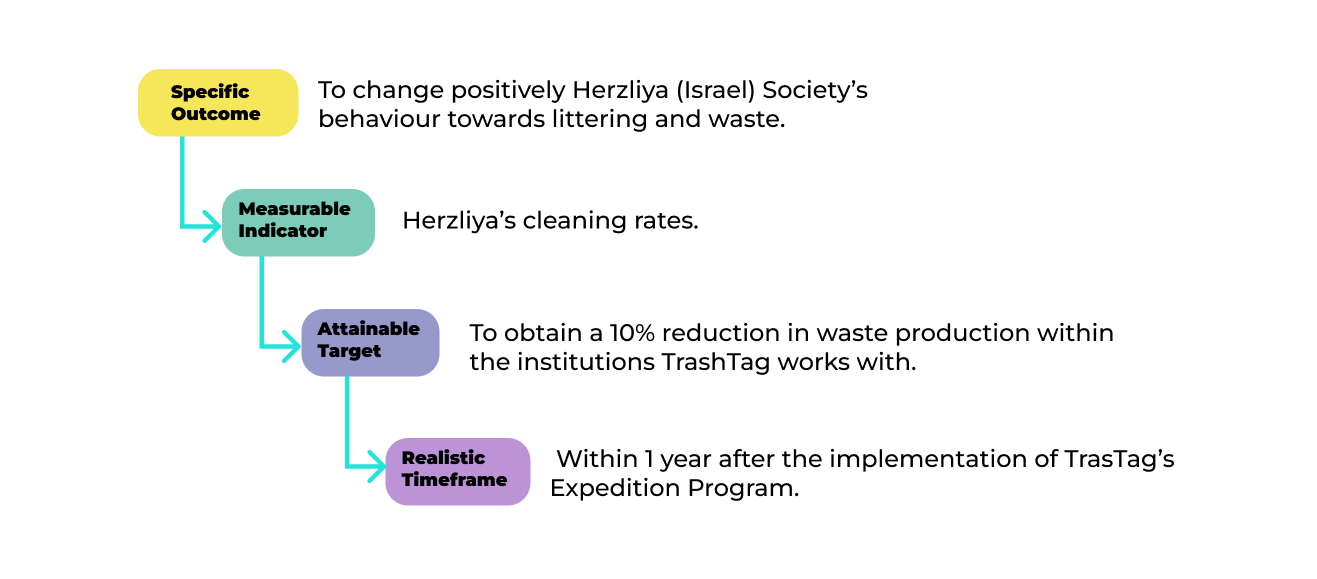 Specific
Outcome
To change positively Herzliya (Israel) Society's
behaviour towards littering and waste.
Measurable
Indicator
Herzliya's cleaning rates.
Attainable
Target
To obtain a 10% reduction in waste production within
the institutions TrashTag works with.
Realistic
Timeframe
Within 1 year after the implementation of TrasTag's
Expedition Program.